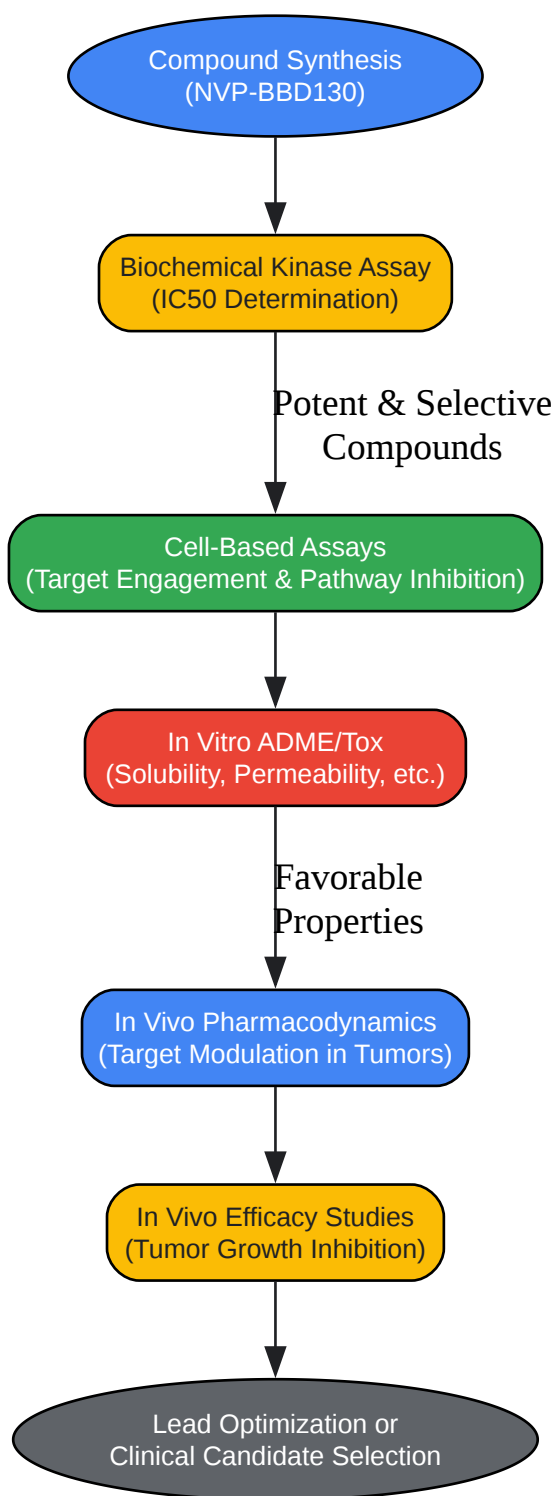 Compound Synthesis
(NVP-BBD130)
Biochemical Kinase Assay
(IC50 Determination)
Potent & Selective
Compounds
Cell-Based Assays
(Target Engagement & Pathway Inhibition)
In Vitro ADME/Tox
(Solubility, Permeability, etc.)
Favorable
Properties
In Vivo Pharmacodynamics
(Target Modulation in Tumors)
In Vivo Efficacy Studies
(Tumor Growth Inhibition)
Lead Optimization or
Clinical Candidate Selection